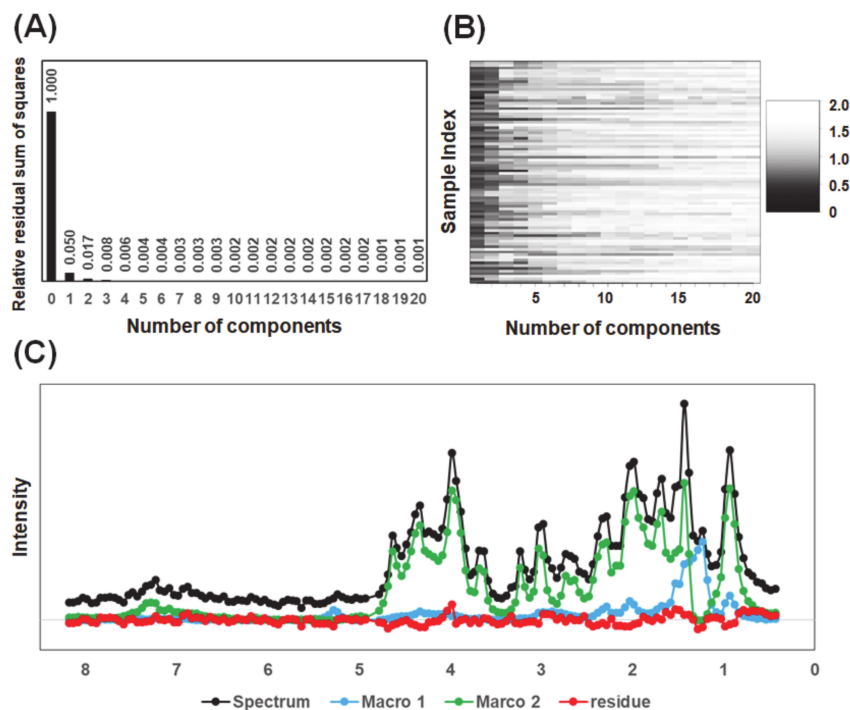 (A)
Relative residual sum of squares
1.000
0.050
0.017
0.008
0.006
0.004
0.004
0.003
0.003
0.003
0.002
0.002
0.002
0.002
0.002
0.002
0.002
0.002
0.001
0.001
0.001
0 1 2 3 4 5 6 7 8 9 10 11 12 13 14 15 16 17 18 19 20
Number of components
(B)
Sample Index
5 10 15 20
Number of components
2.0
1.5
1.0
0.5
0
(C)
Intensity
8 7 6 5 4 3 2 1 0
Spectrum Macro 1 Marco 2 residue